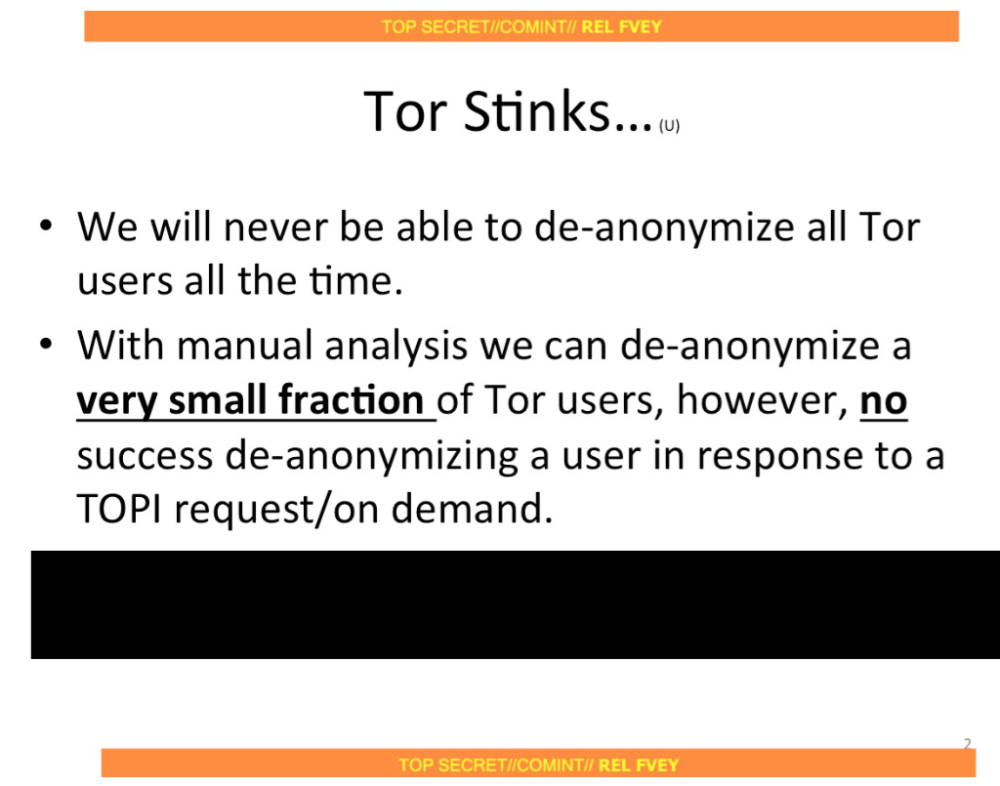 TOP SECRET//COMINT// REL FVEY
Tor Stinks... (U)
• We will never be able to de-anonymize all Tor
users all the time.
• With manual analysis we can de-anonymize a
very small fraction of Tor users, however, no
success de-anonymizing a user in response to a
TOPI request/on demand.
2
TOP SECRET//COMINT// REL FVEY